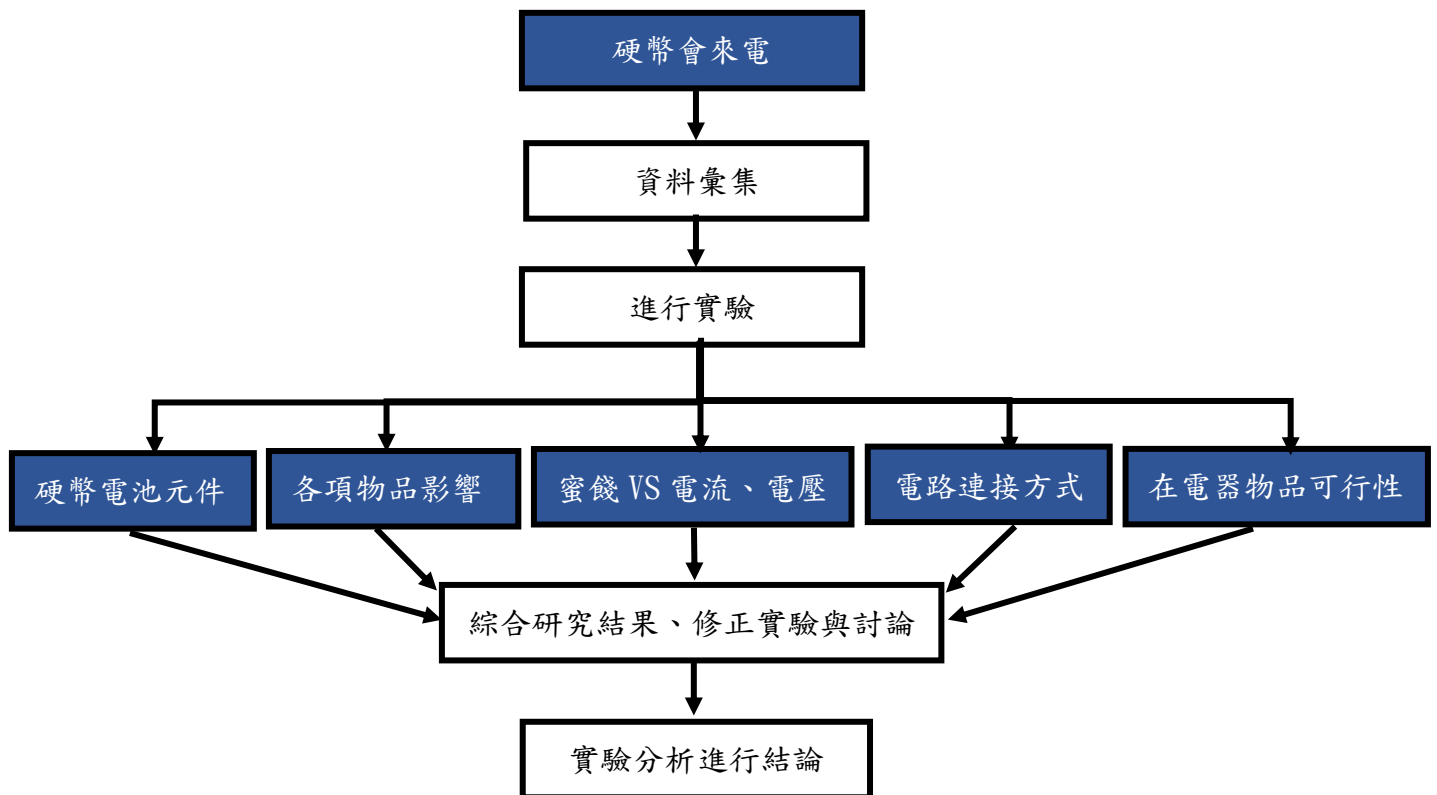 硬幣會來電
資料彙集
進行實驗
硬幣電池元件
各項物品影響
蜜餞 VS 電流、電壓
電路連接方式
在電器物品可行性
綜合研究結果、修正實驗與討論
實驗分析進行結論